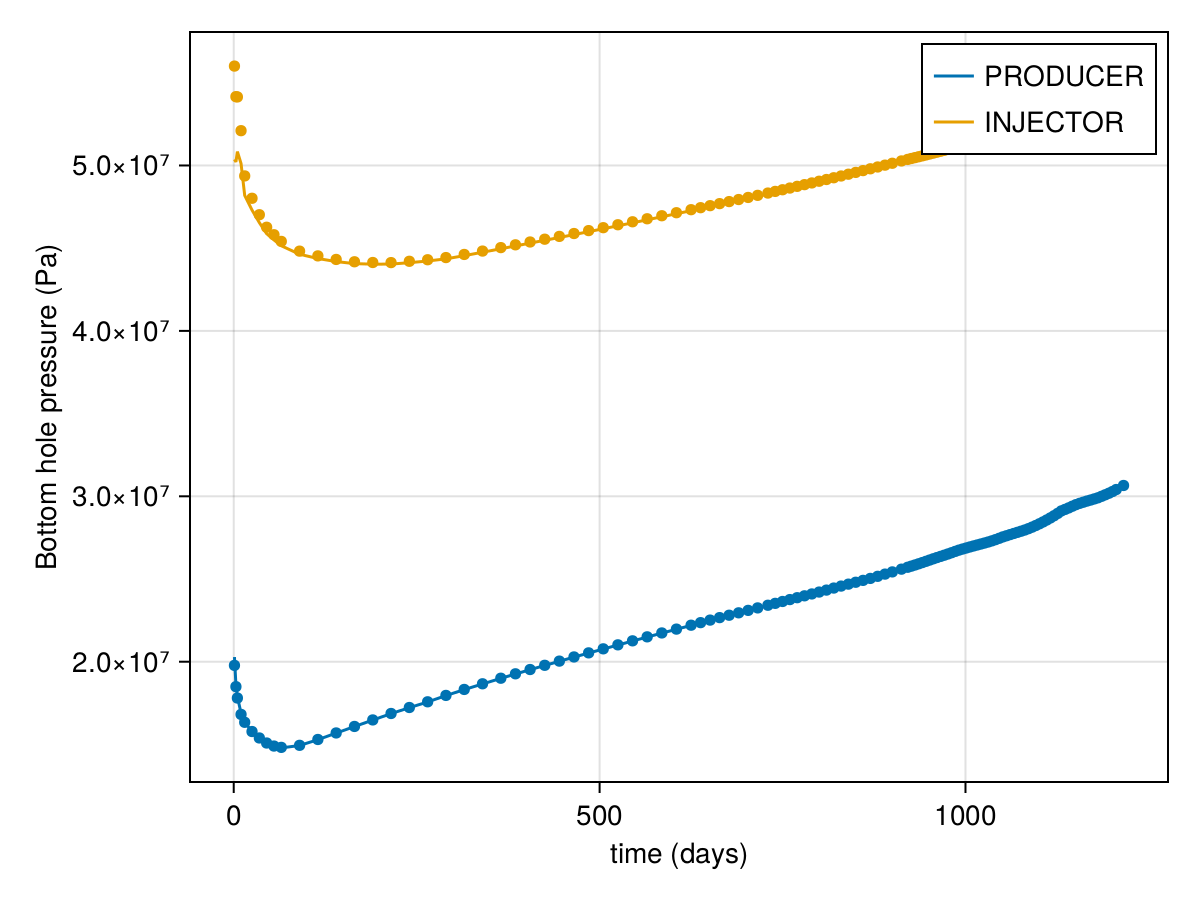 PRODUCER
INJECTOR
5.0×10⁷
4.0×10⁷
3.0×10⁷
2.0×10⁷
Bottom hole pressure (Pa)
0 500 1000
time (days)